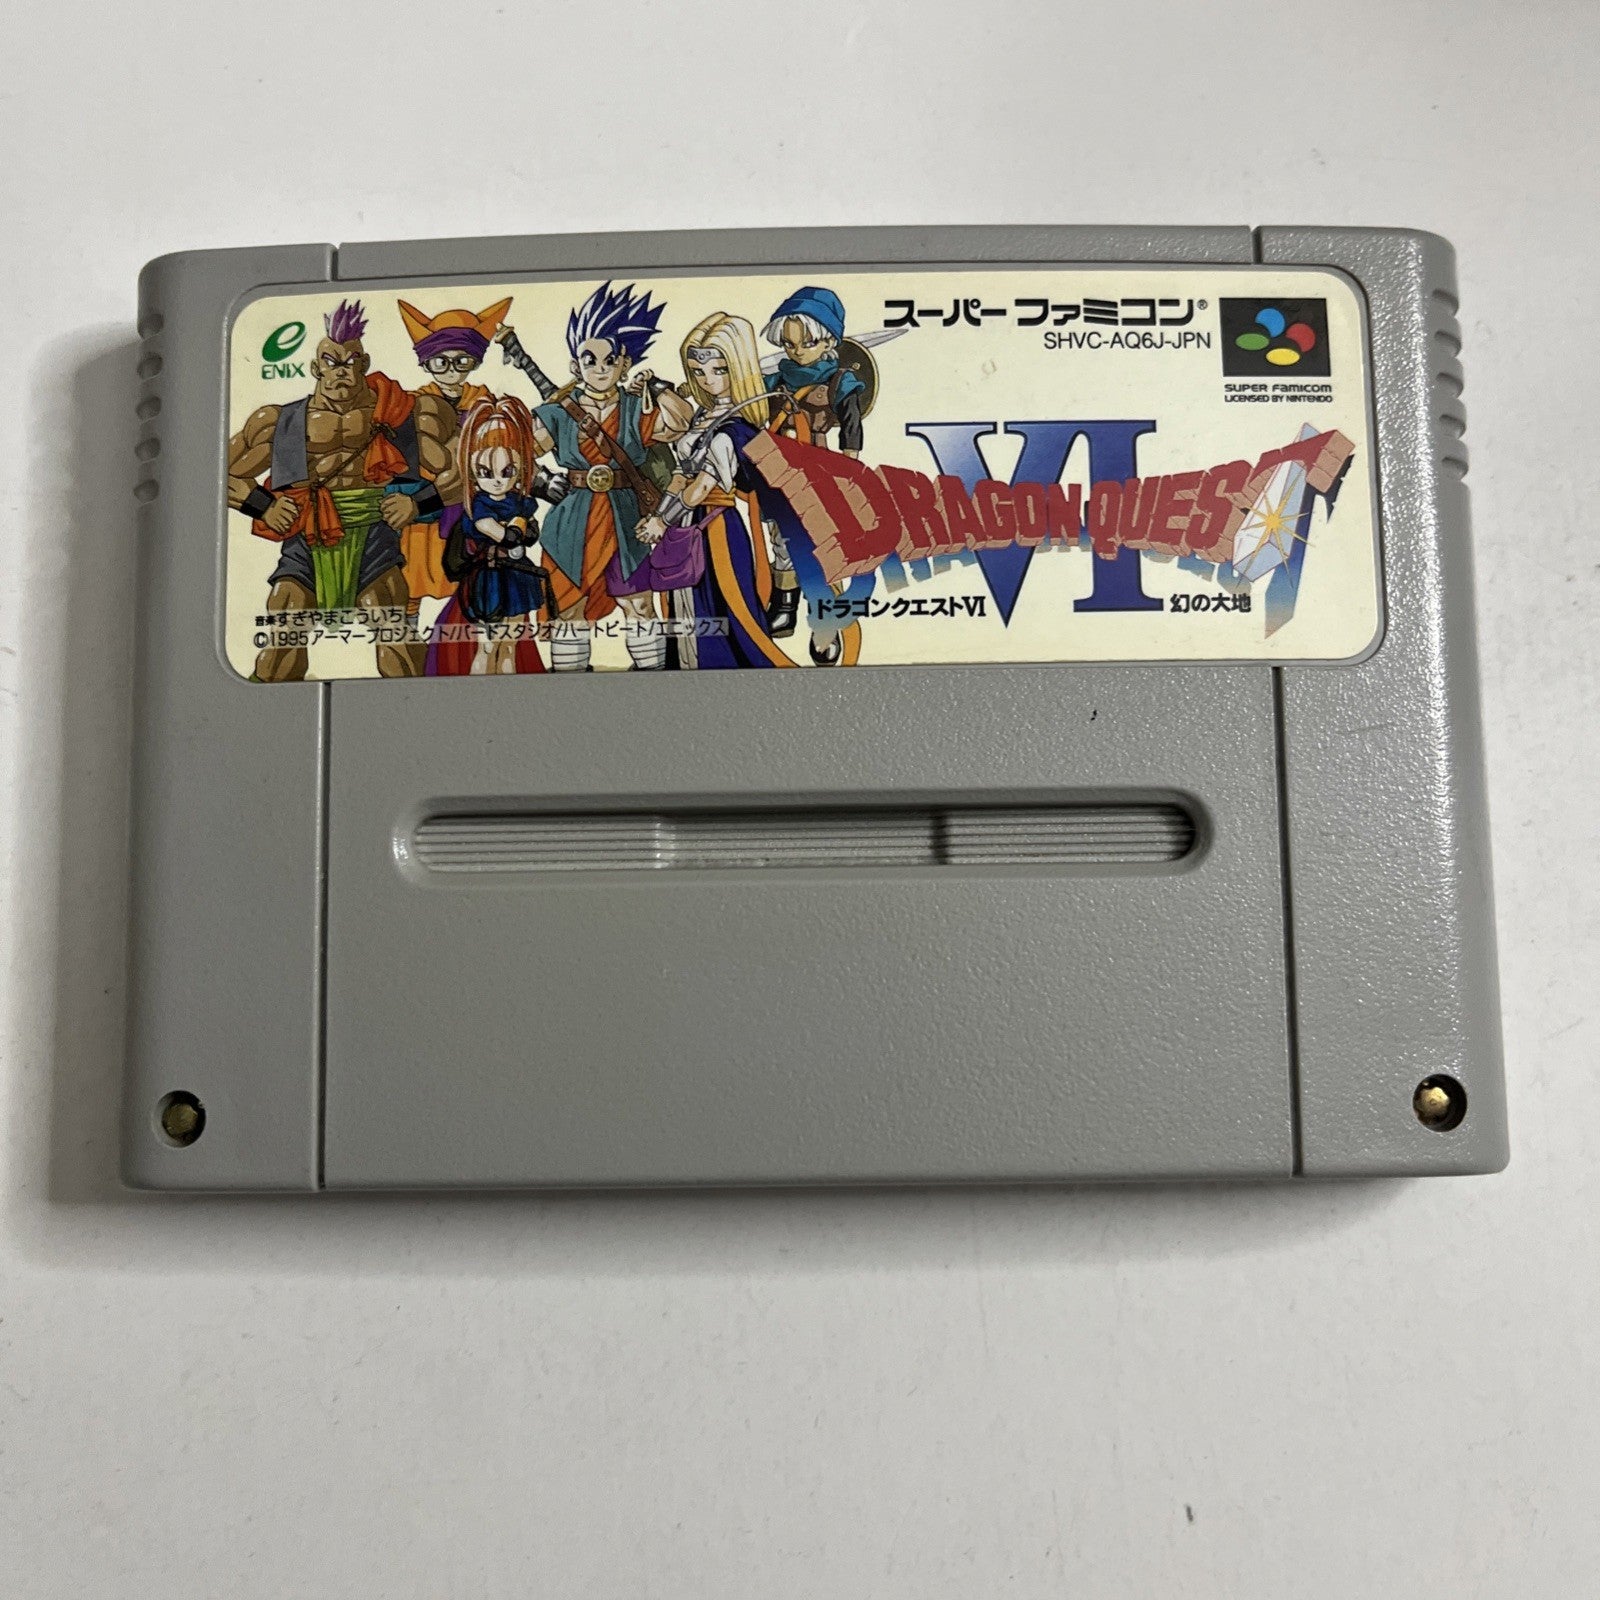 e
ENIX
スーパーファミコン®
SHVC-AQ6J-JPN
SUPER FAMICOM
LICENSED BY NINTENDO
VI
DRAGON QUEST
ドラゴンクエストVI 幻の大地
音楽すぎやまこういち
©1995アーマープロジェクト/バードスタジオ/ハートビート/エニックス